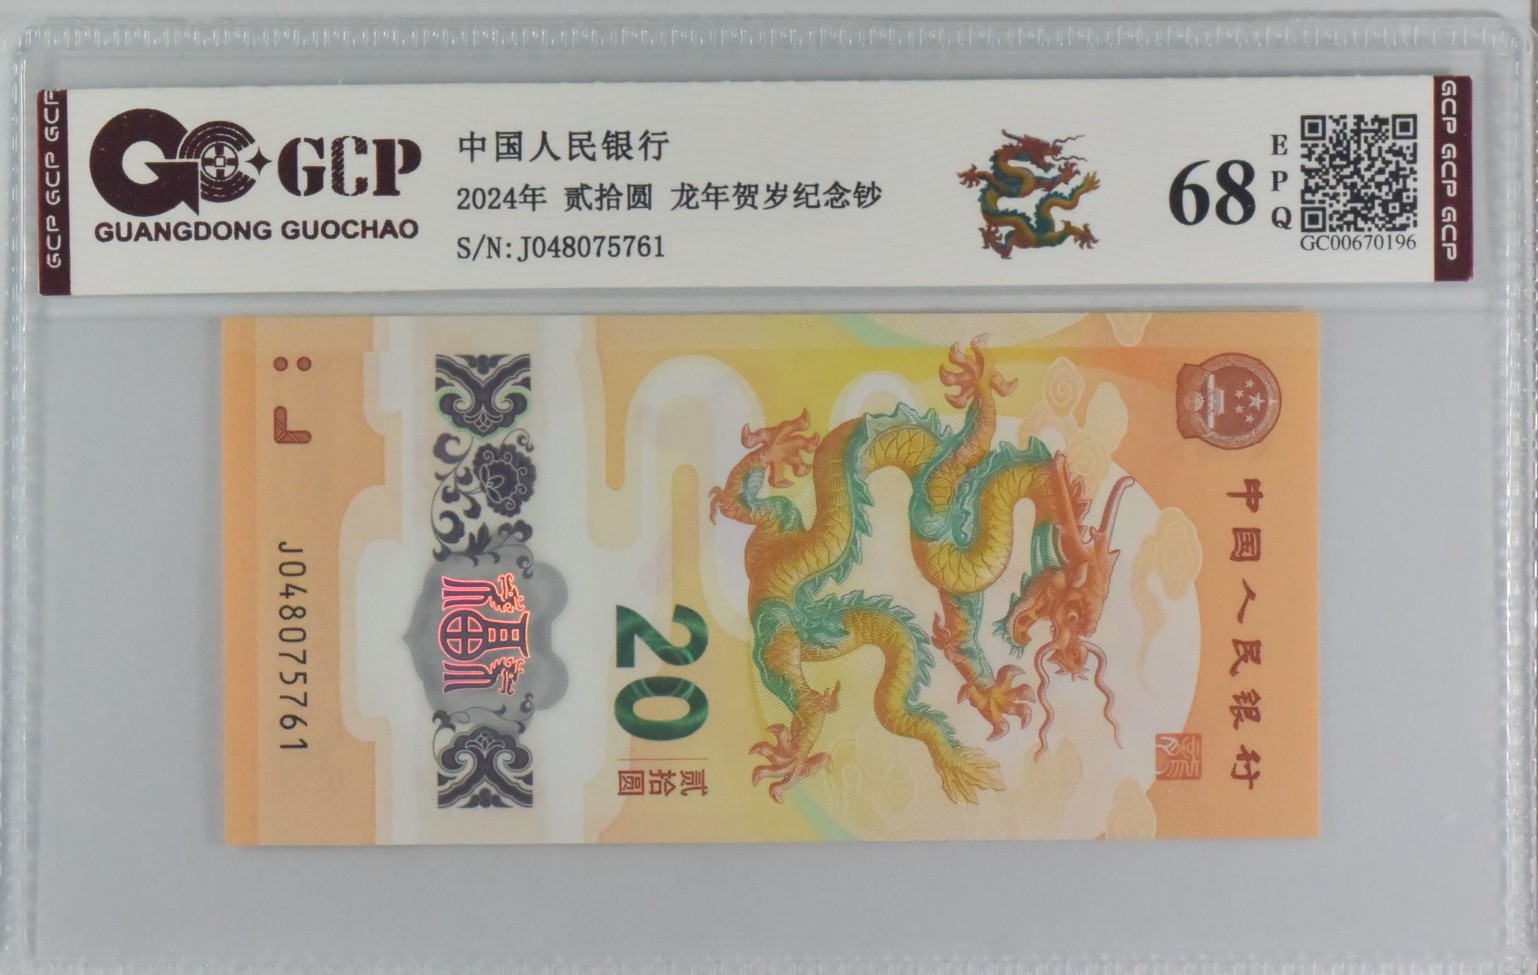 GCP GCP GCP
GCP
GUANGDONG GUOCHAO
中国人民银行
2024年 贰拾圆 龙年贺岁纪念钞
S/N:J048075761
68
EPQ
GC00670196
GCP GCP GCP
J048075761
20
贰拾圆
中国人民银行